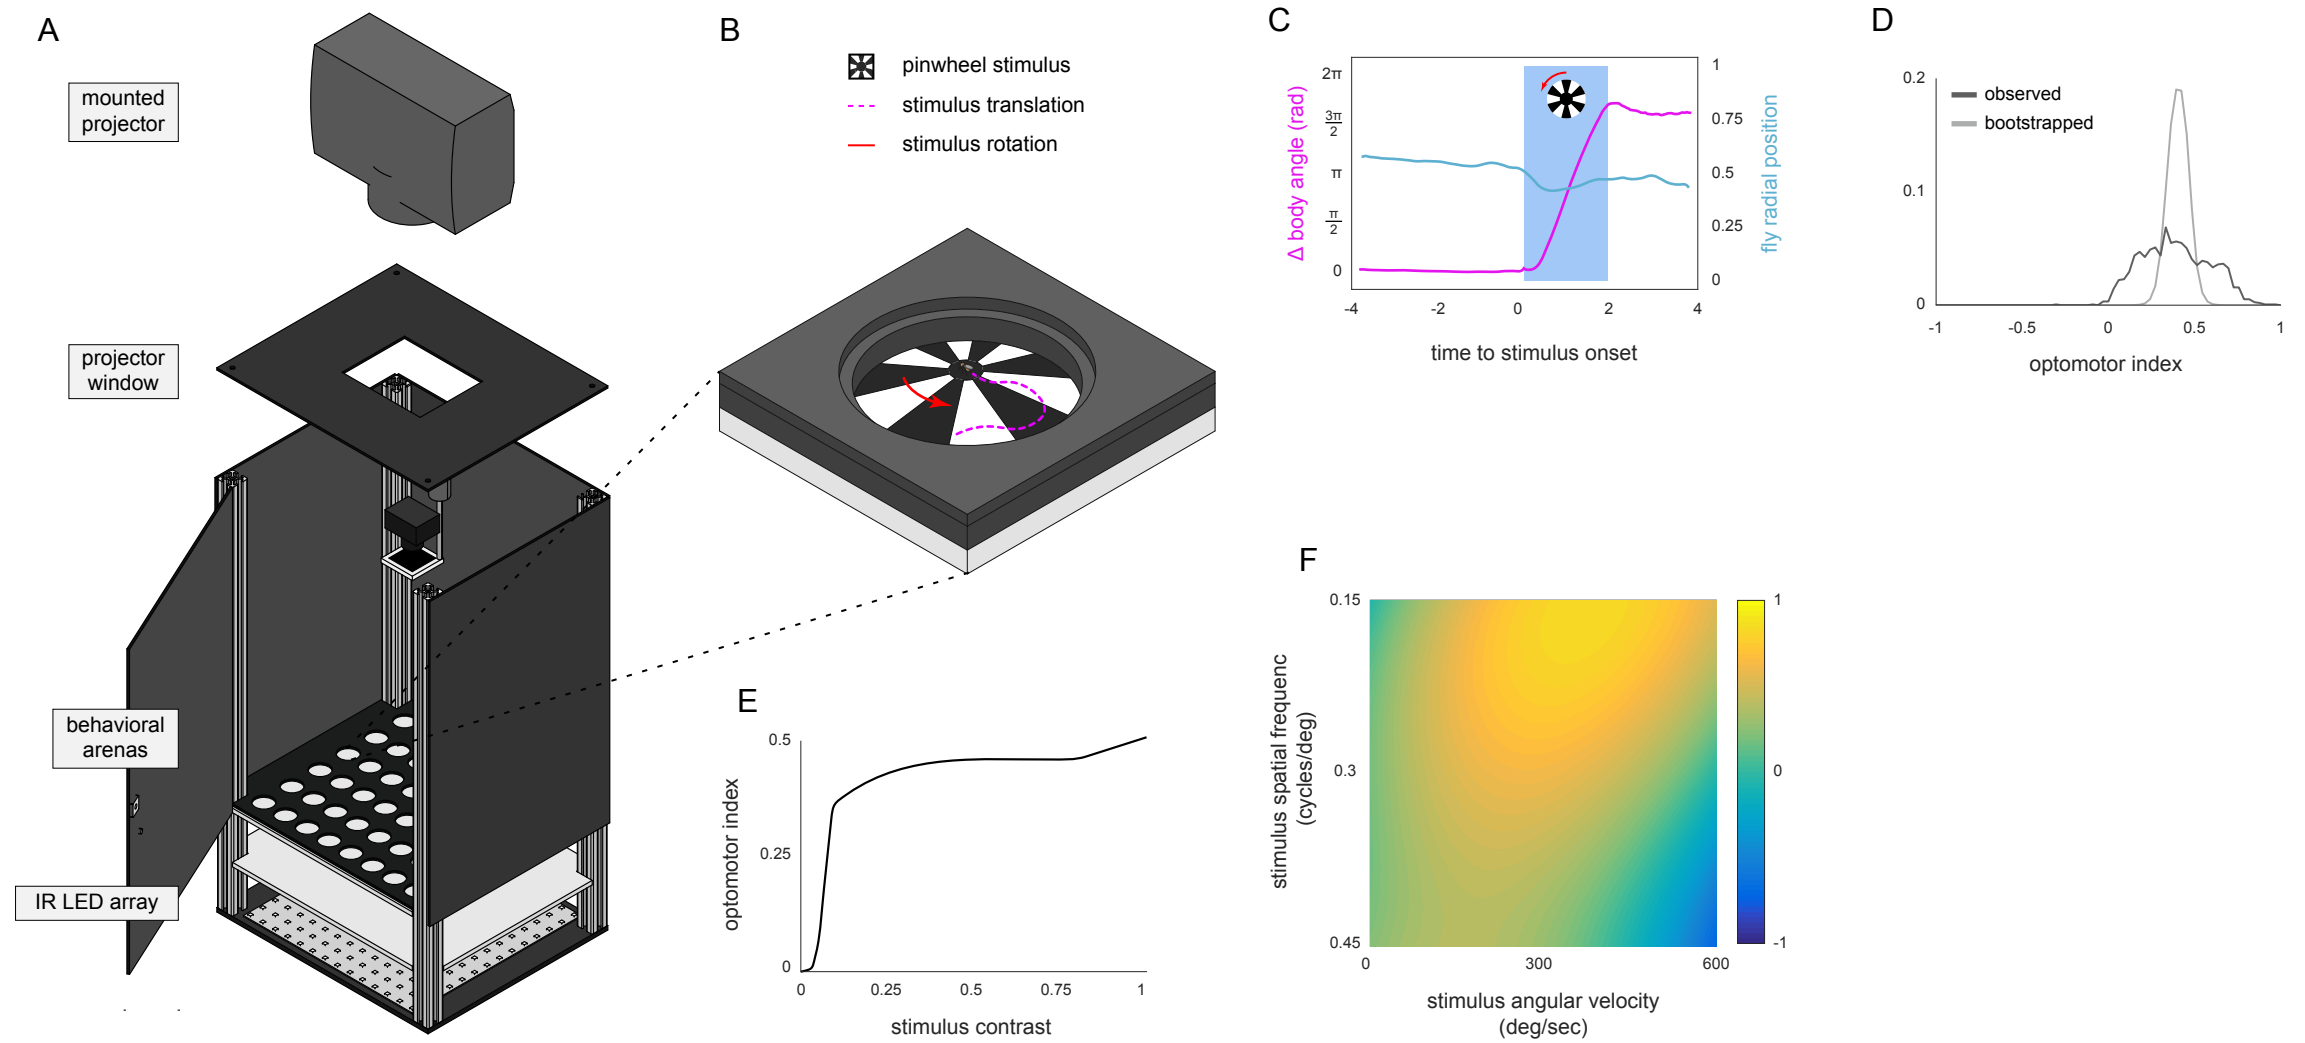 A
mounted
projector
projector
window
behavioral
arenas
IR LED array
B
pinwheel stimulus
stimulus translation
stimulus rotation
C
Δ body angle (rad)
2π
3π
2
π
π
2
0
1
0.75
0.5
0.25
0
fly radial position
-4
-2
0
2
4
time to stimulus onset
D
0.2
0.1
0
observed
bootstrapped
-1
-0.5
0
0.5
1
optomotor index
E
optomotor index
0.5
0.25
0
0
0.25
0.5
0.75
1
stimulus contrast
F
stimulus spatial frequenc
(cycles/deg)
0.15
0.3
0.45
0
300
600
stimulus angular velocity
(deg/sec)
1
0
-1